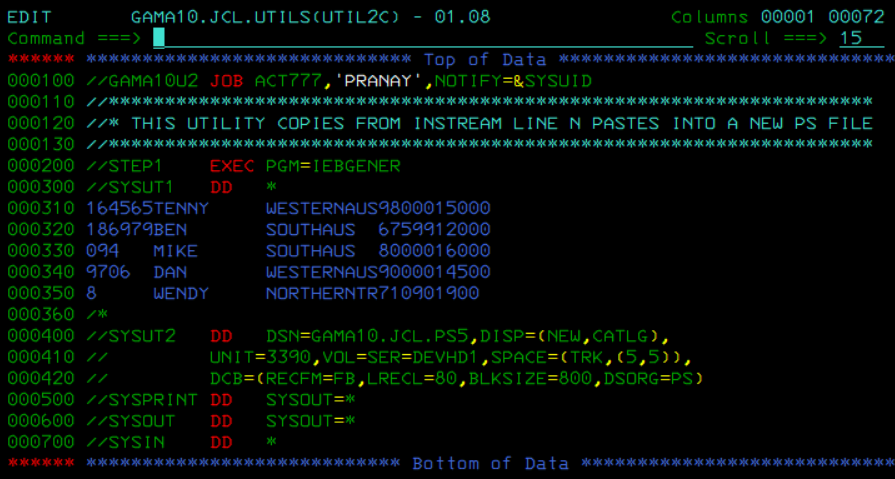 EDIT       GAMA10.JCL.UTILS(UTIL2C) - 01.08                  Columns 00001 00072
Command ===>                                                  Scroll ===> 15
****** ***************************** Top of Data ******************************
000100 //GAMA10U2 JOB ACT777,'PRANAY',NOTIFY=&SYSUID
000110 //********************************************************************
000120 //* THIS UTILITY COPIES FROM INSTREAM LINE N PASTES INTO A NEW PS FILE
000130 //********************************************************************
000200 //STEP1    EXEC PGM=IEBGENER
000300 //SYSUT1   DD   *
000310 164565TENNY     WESTERNAUS9800015000
000320 186979BEN       SOUTHAUS  6759912000
000330 094   MIKE      SOUTHAUS  8000016000
000340 9706  DAN       WESTERNAUS9000014500
000350 8     WENDY     NORTHERNTR710901900
000360 /*
000400 //SYSUT2   DD   DSN=GAMA10.JCL.PS5,DISP=(NEW,CATLG),
000410 //         UNIT=3390,VOL=SER=DEVHD1,SPACE=(TRK,(5,5)),
000420 //         DCB=(RECFM=FB,LRECL=80,BLKSIZE=800,DSORG=PS)
000500 //SYSPRINT DD   SYSOUT=*
000600 //SYSOUT   DD   SYSOUT=*
000700 //SYSIN    DD   *
****** **************************** Bottom of Data ****************************